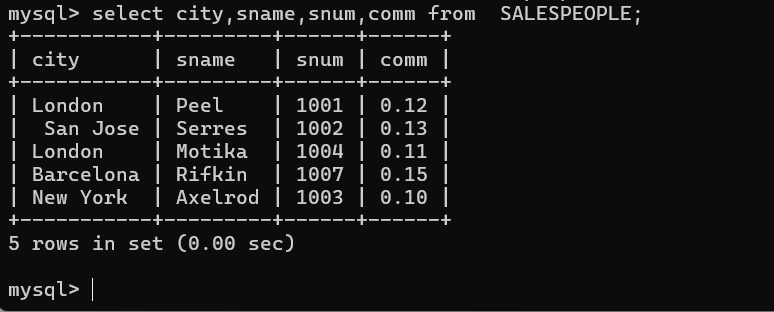 mysql> select city,sname,snum,comm from  SALESPEOPLE;
+-----------+---------+------+------+
| city      | sname   | snum | comm |
+-----------+---------+------+------+
| London    | Peel    | 1001 | 0.12 |
|  San Jose | Serres  | 1002 | 0.13 |
| London    | Motika  | 1004 | 0.11 |
| Barcelona | Rifkin  | 1007 | 0.15 |
| New York  | Axelrod | 1003 | 0.10 |
+-----------+---------+------+------+
5 rows in set (0.00 sec)
mysql>